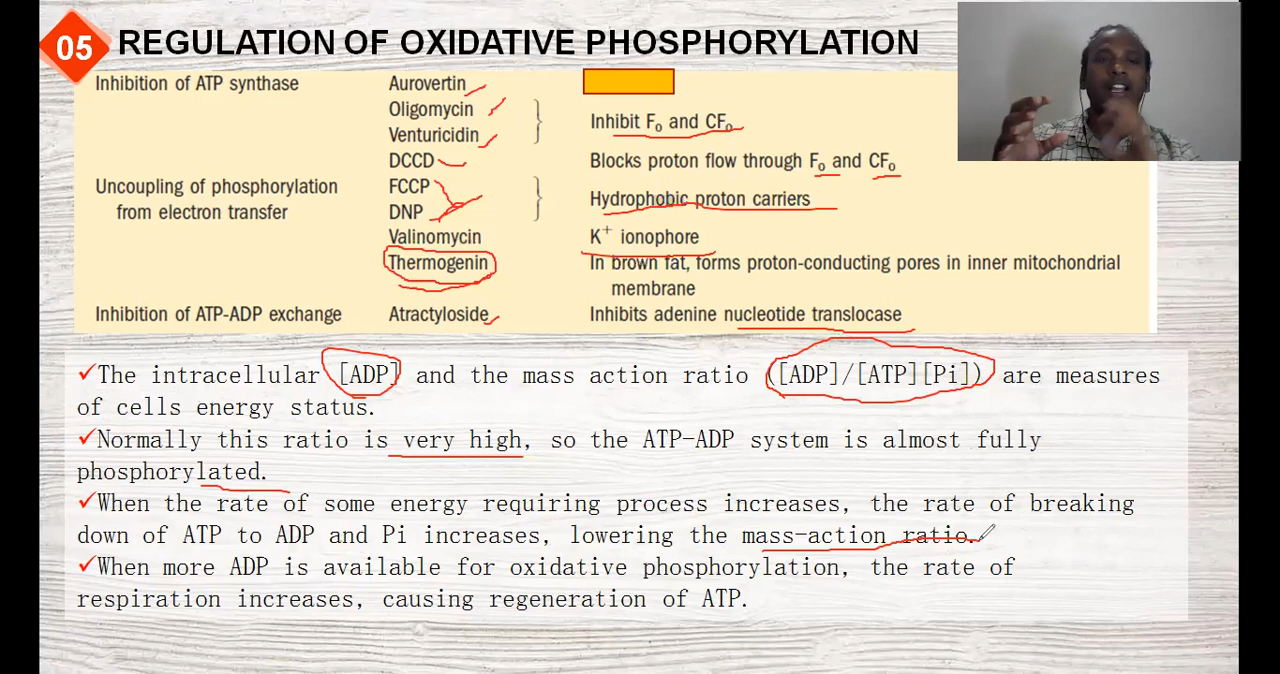 05 REGULATION OF OXIDATIVE PHOSPHORYLATION
Inhibition of ATP synthase Aurovertin
Oligomycin
Venturicidin Inhibit Fo and CFo
DCCD Blocks proton flow through Fo and CFo
Uncoupling of phosphorylation FCCP
from electron transfer DNP Hydrophobic proton carriers
Valinomycin K+ ionophore
Thermogenin In brown fat, forms proton-conducting pores in inner mitochondrial
membrane
Inhibition of ATP-ADP exchange Atractyloside Inhibits adenine nucleotide translocase
✓The intracellular [ADP] and the mass action ratio ([ADP]/[ATP][Pi]) are measures
of cells energy status.
✓Normally this ratio is very high, so the ATP-ADP system is almost fully
phosphorylated.
✓When the rate of some energy requiring process increases, the rate of breaking
down of ATP to ADP and Pi increases, lowering the mass-action ratio.
✓When more ADP is available for oxidative phosphorylation, the rate of
respiration increases, causing regeneration of ATP.